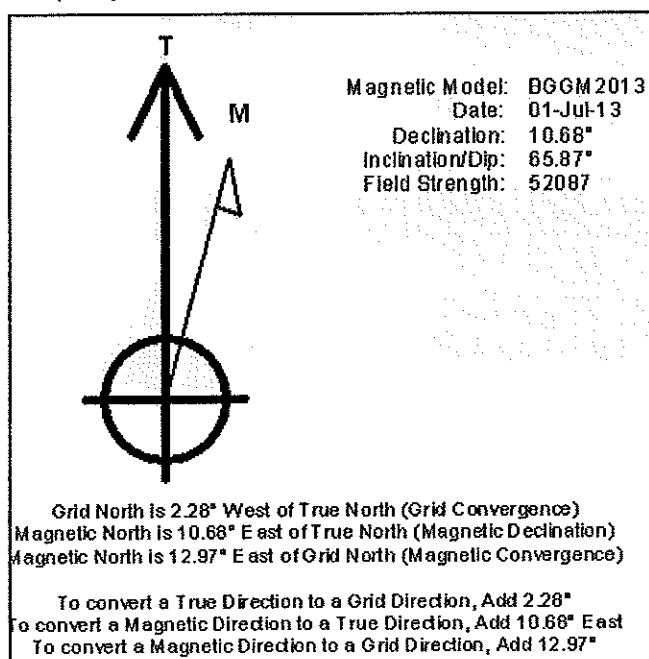 T
M
Magnetic Model: BGGM2013
Date: 01-Jul-13
Declination: 10.68°
Inclination/Dip: 65.87°
Field Strength: 52087
Grid North is 2.28° West of True North (Grid Convergence)
Magnetic North is 10.68° East of True North (Magnetic Declination)
Magnetic North is 12.97° East of Grid North (Magnetic Convergence)
To convert a True Direction to a Grid Direction, Add 2.28°
To convert a Magnetic Direction to a True Direction, Add 10.68° East
To convert a Magnetic Direction to a Grid Direction, Add 12.97°